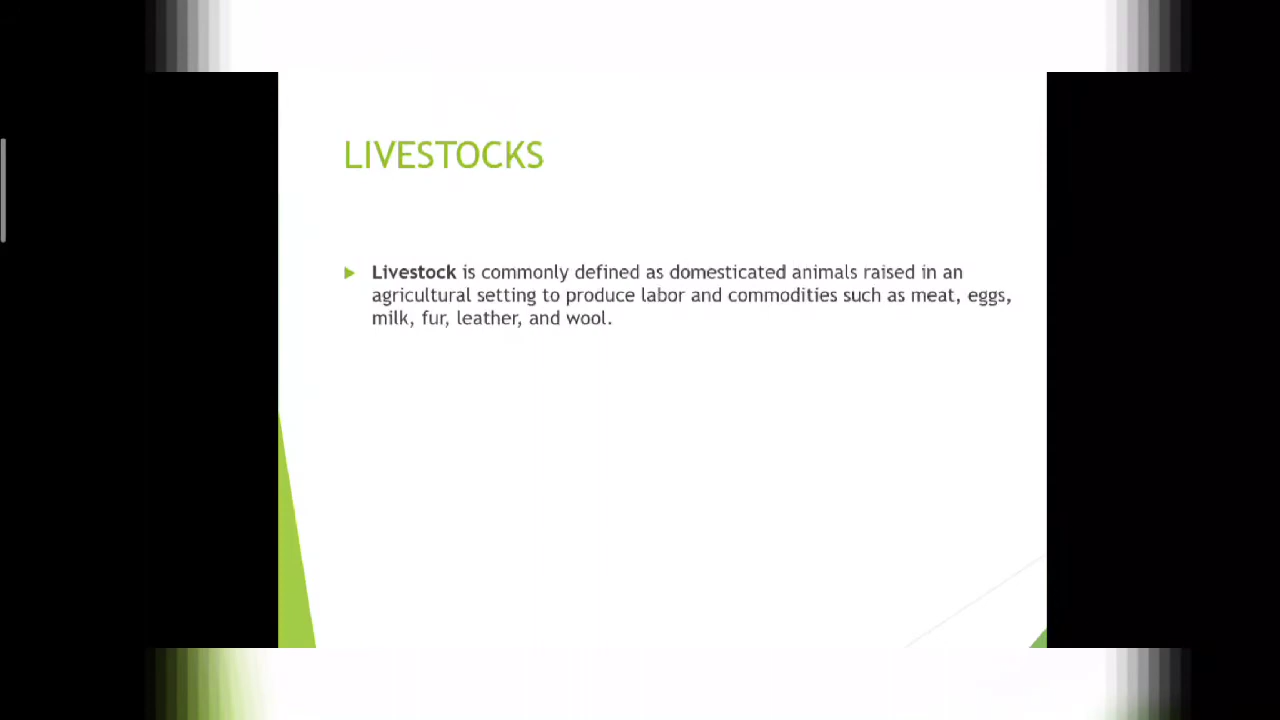 LIVESTOCKS
Livestock is commonly defined as domesticated animals raised in an
agricultural setting to produce labor and commodities such as meat, eggs,
milk, fur, leather, and wool.